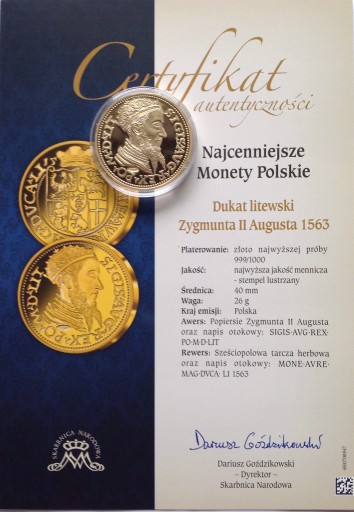 Certyfikat
autentyczności
Najcenniejsze
Monety Polskie
Dukat litewski
Zygmunta II Augusta 1563
Platerowanie: złoto najwyższej próby
999/1000
Jakość: najwyższa jakość mennicza
- stempel lustrzany
Średnica: 40 mm
Waga: 26 g
Kraj emisji: Polska
Awers: Popiersie Zygmunta II Augusta
oraz napis otokowy: SIGIS•AVG•REX•
PO•M•D•LIT
Rewers: Sześciopolowa tarcza herbowa
oraz napis otokowy: MONE•AVRE•
MAG•DVCA• LI 1563
Dariusz Goździkowski
Dariusz Goździkowski
– Dyrektor –
Skarbnica Narodowa
SKARBNICA NARODOWA